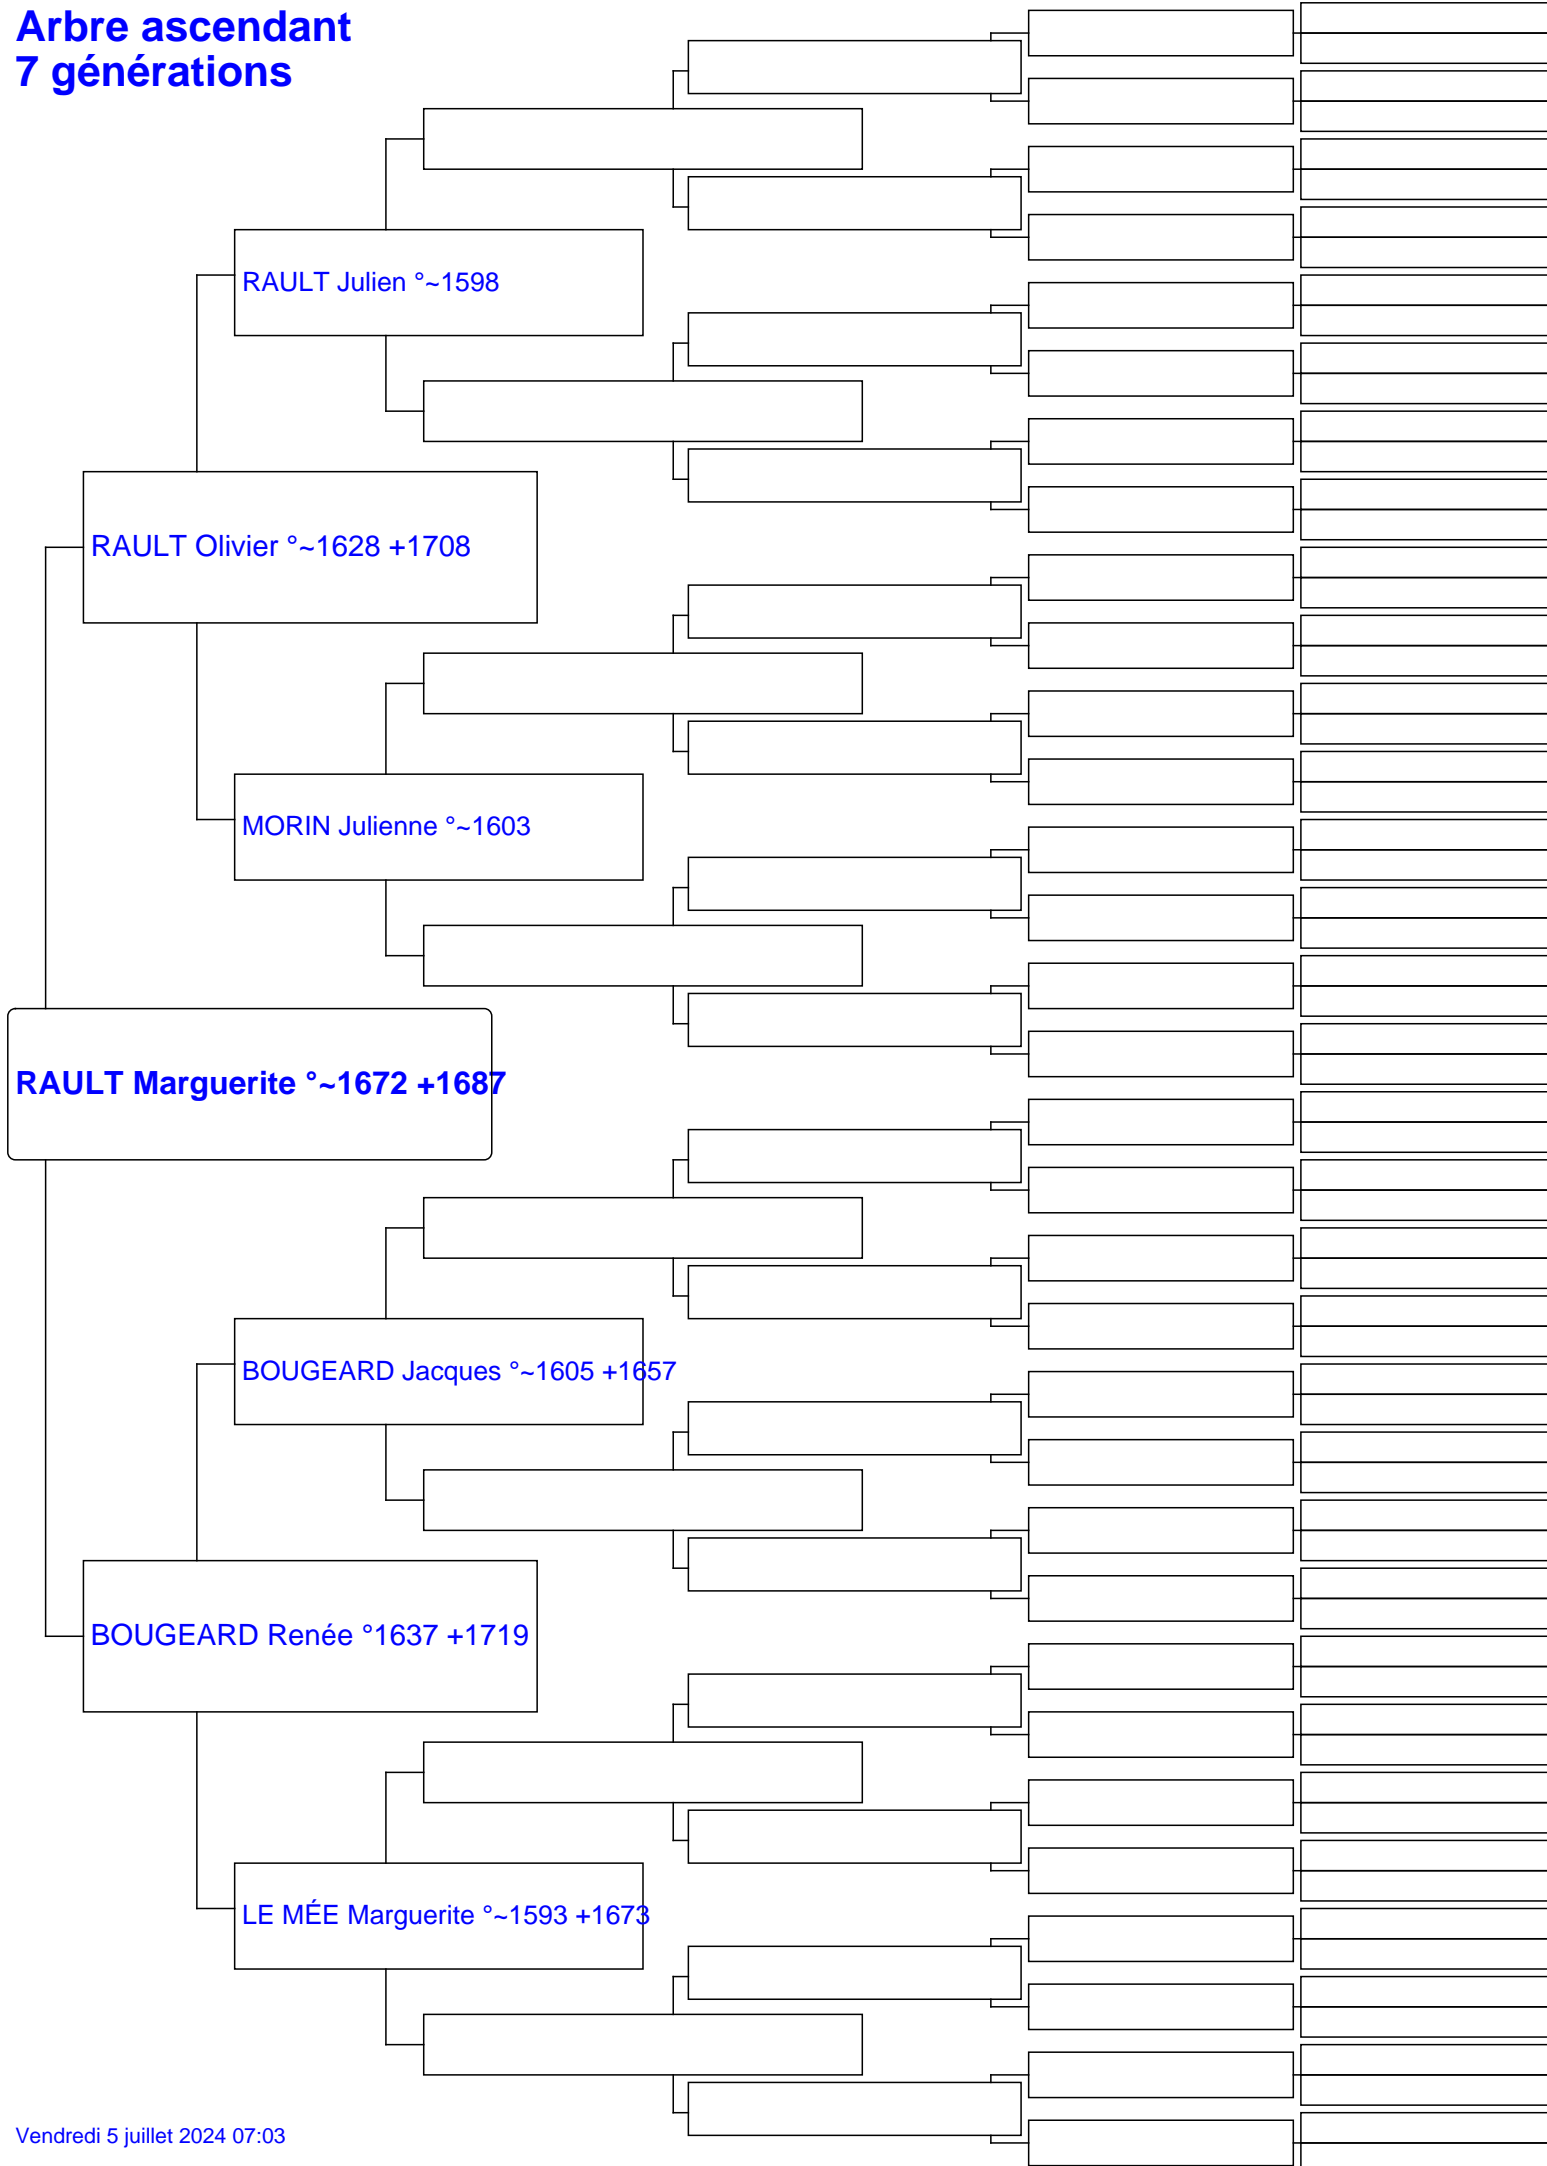 Arbre ascendant
7 générations
RAULT Julien °~1598
RAULT Olivier °~1628 +1708
MORIN Julienne °~1603
RAULT Marguerite °~1672 +1687
BOUGEARD Jacques °~1605 +1657
BOUGEARD Renée °1637 +1719
LE MÉE Marguerite °~1593 +1673
Vendredi 5 juillet 2024 07:03